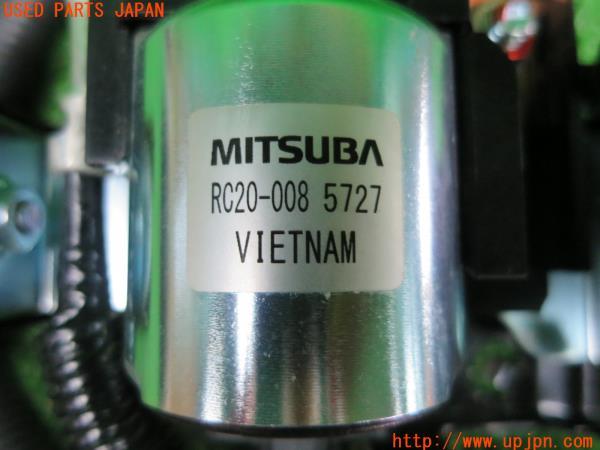 USED PARTS JAPAN
MITSUBA
RC20-008 5727
VIETNAM
http://www.upjpn.com/